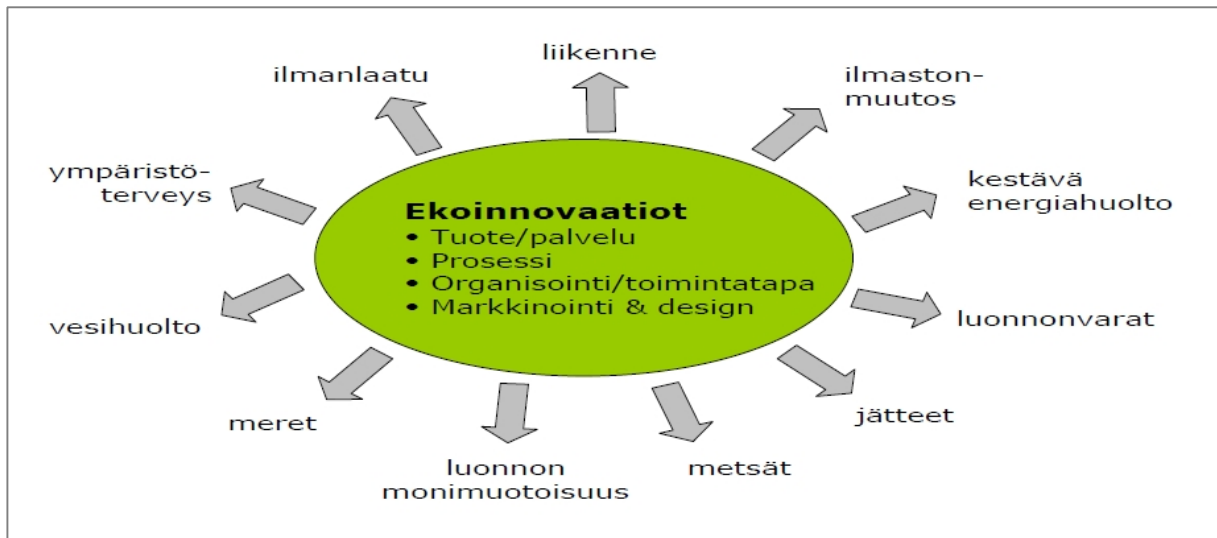 liikenne
ilmanlaatu
ilmaston-
muutos
ympäristö-
terveys
kestävä
energiahuolto
Ekoinnovaatiot
• Tuote/palvelu
• Prosessi
• Organisointi/toimintatapa
• Markkinointi & design
vesihuolto
luonnonvarat
meret
jätteet
luonnon
monimuotoisuus
metsät